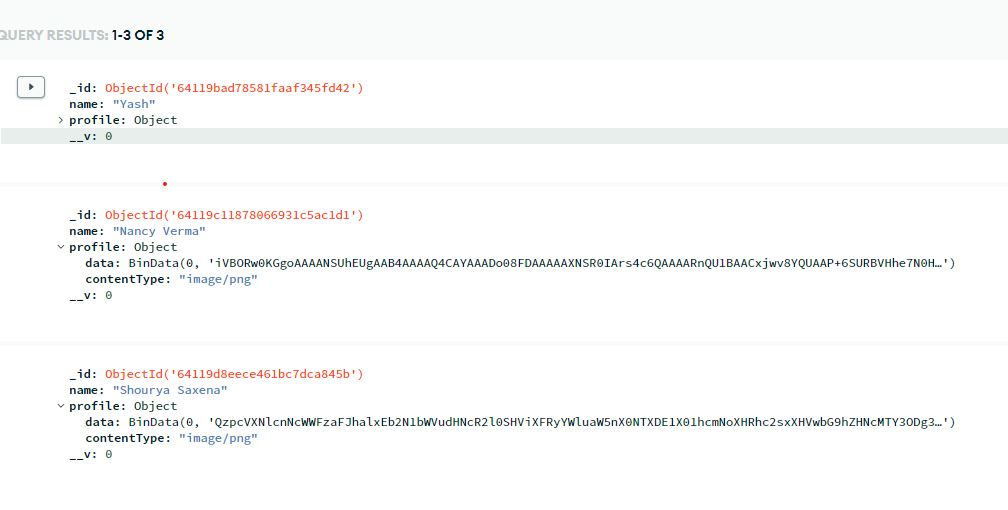 QUERY RESULTS: 1-3 OF 3
_id: ObjectId('64119bad78581faaf345fd42')
name: "Yash"
profile: Object
__v: 0
_id: ObjectId('64119c11878066931c5ac1d1')
name: "Nancy Verma"
profile: Object
data: BinData(0, 'iVBORw0KGgoAAAANSUhEUgAAB4AAAAQ4CAYAAADo08FDAAAAAXNSR0IArs4c6QAAAARnQU1BAACxjwv8YQUAAP+6SURBVHhe7N0H…')
contentType: "image/png"
__v: 0
_id: ObjectId('64119d8eece461bc7dca845b')
name: "Shourya Saxena"
profile: Object
data: BinData(0, 'QzpcVXNlcnNcWWFzaFJhalxEb2N1bWVudHNcR2l0SHViXFRyYWluaW5nX0NTXDE1X01hcmNoXHRhc2sxXHVwbG9hZHNcMTY3ODg3…')
contentType: "image/png"
__v: 0